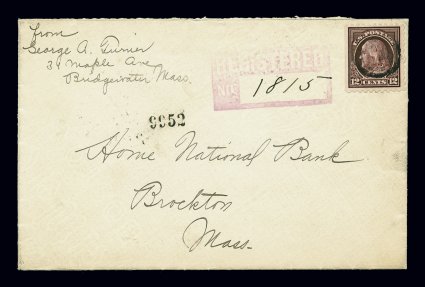 from
George A. Turner
3 Maple Ave
Bridgewater Mass.
REGISTERED
No. 1815
U.S. POSTAGE
12 CENTS 12
9952
Home National Bank
Brockton
Mass.